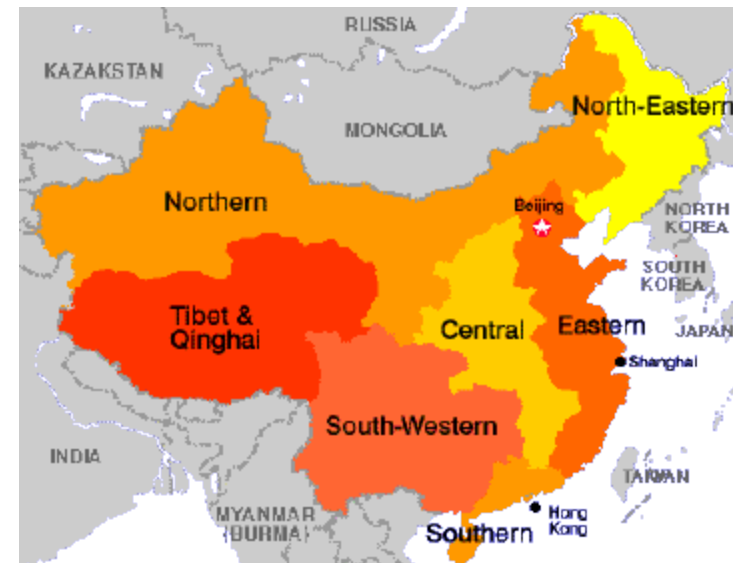 RUSSIA
KAZAKSTAN
North-Eastern
MONGOLIA
Northern
Beijing
NORTH
KOREA
SOUTH
KOREA
Tibet &
Qinghai
Central
Eastern
JAPAN
Shanghai
South-Western
INDIA
TAIWAN
MYANMAR
(BURMA)
Southern
Hong
Kong